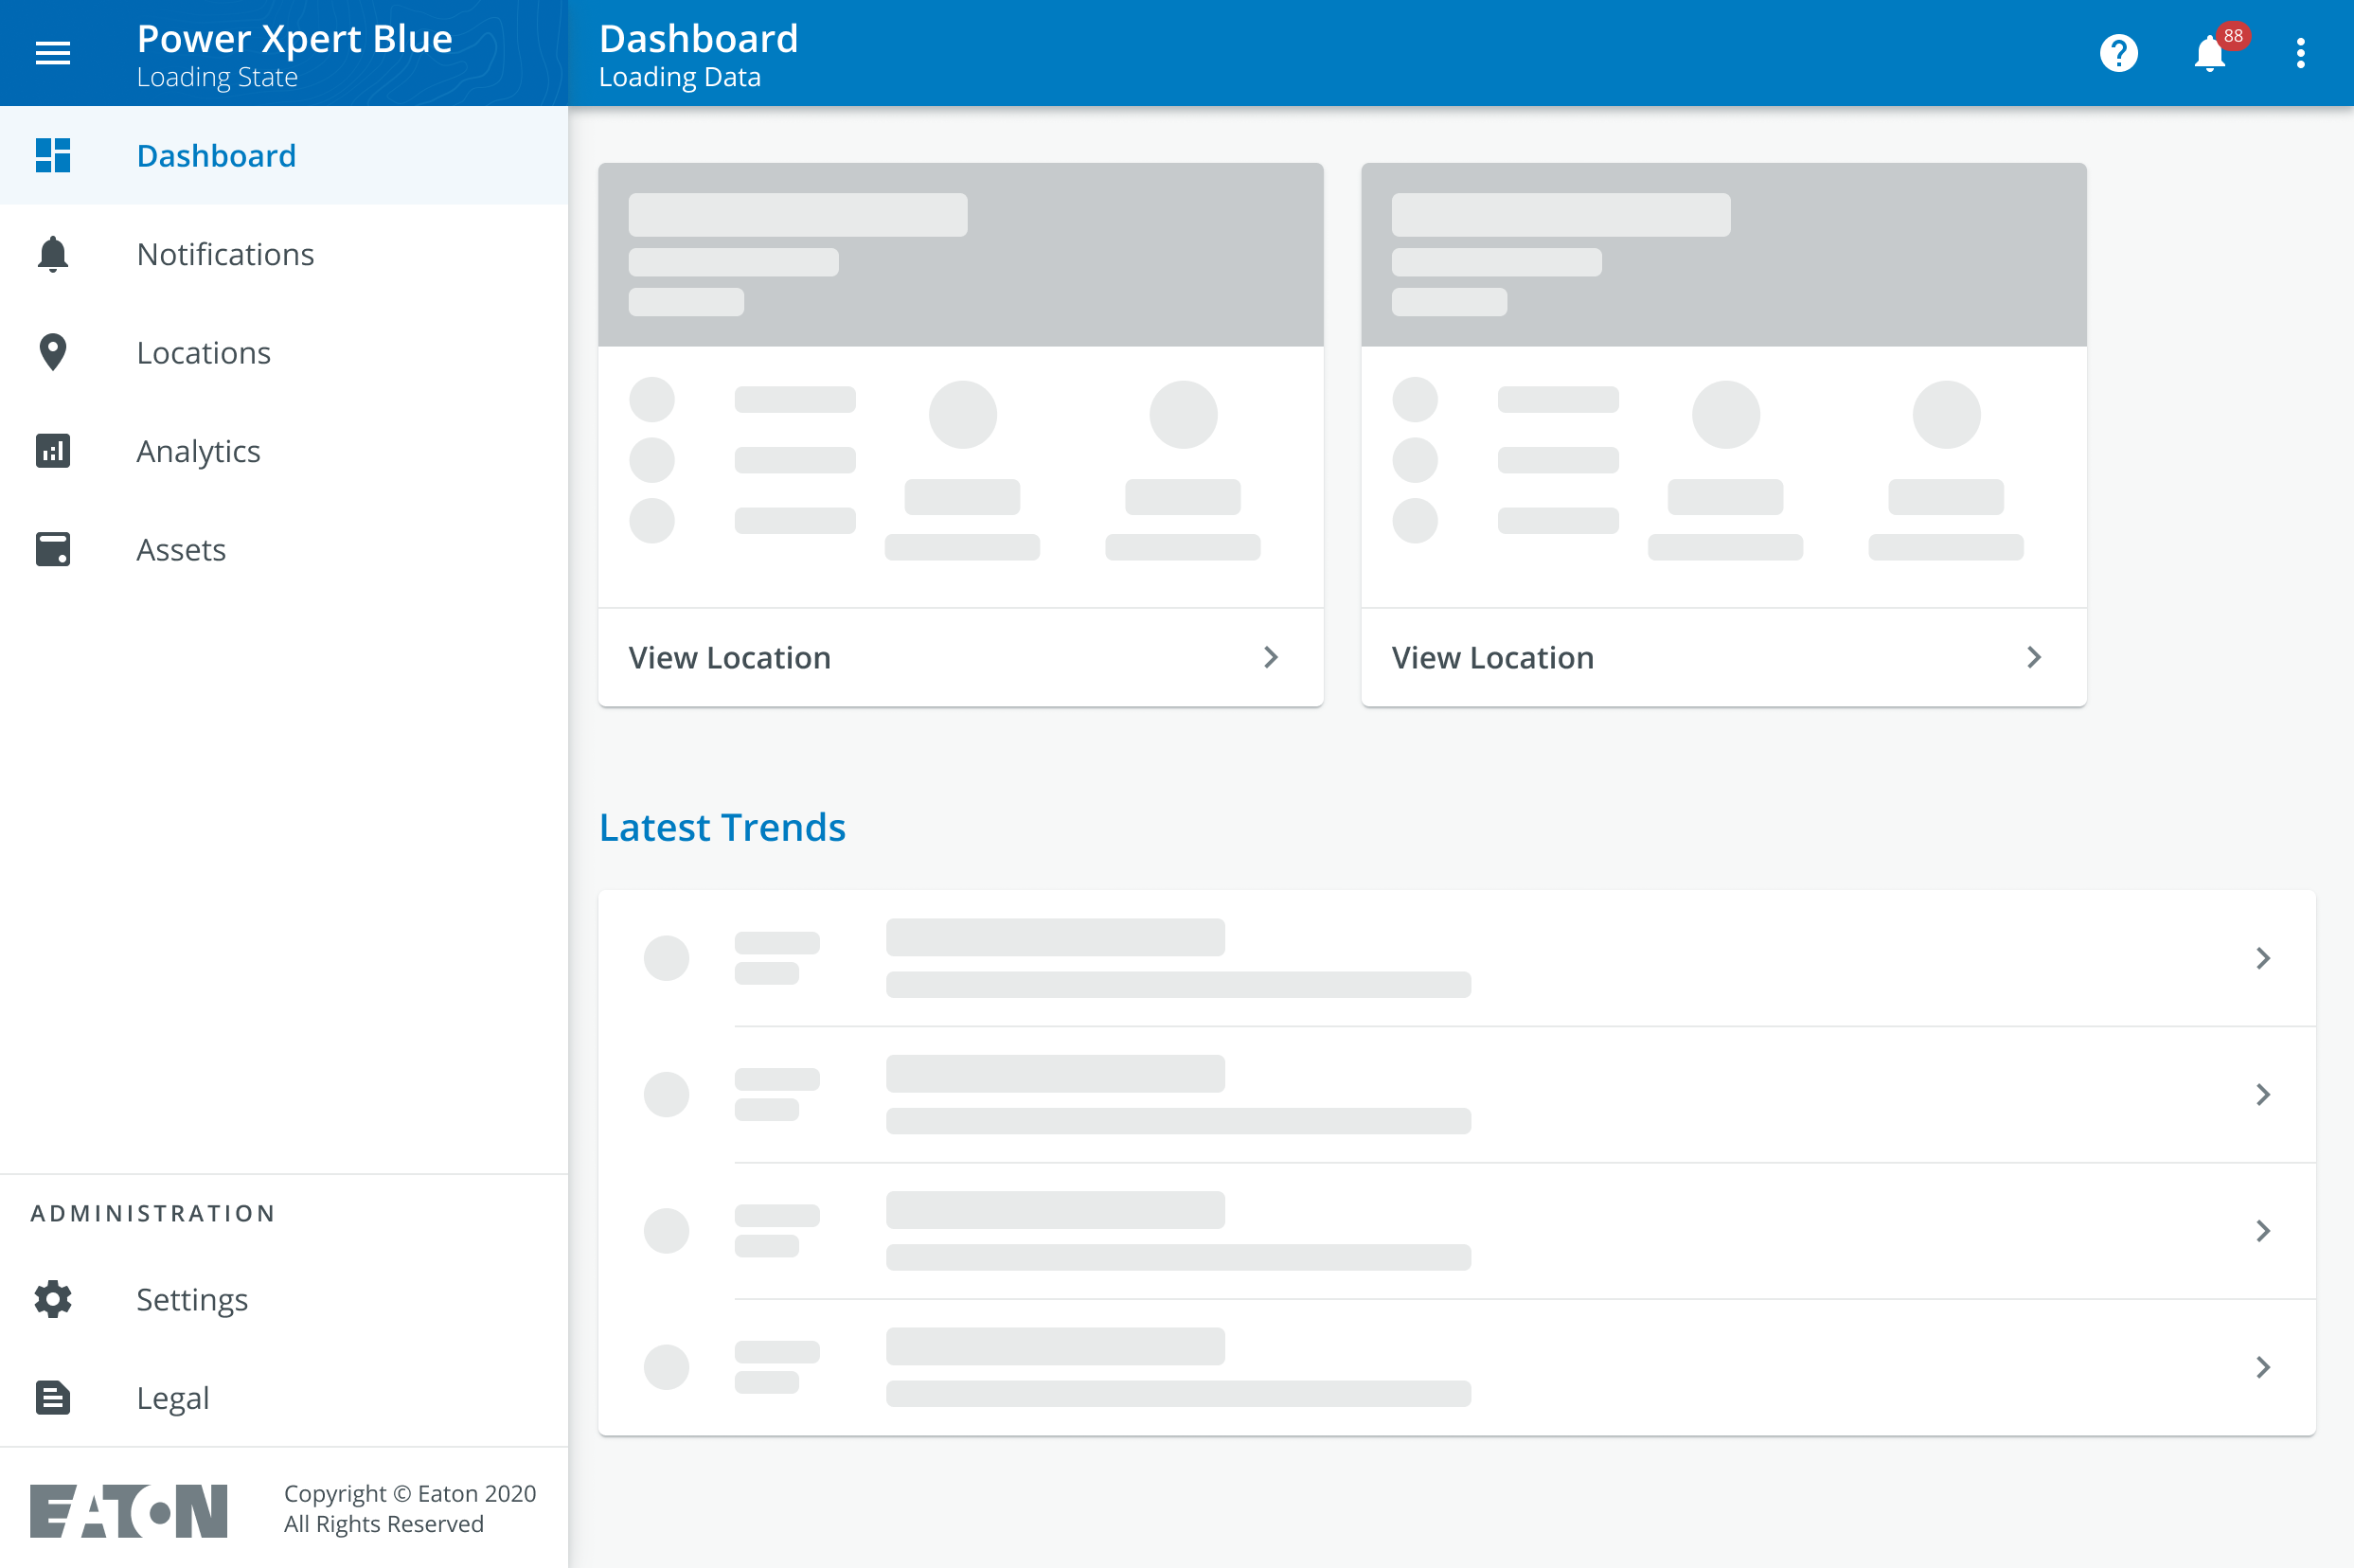 Power Xpert Blue
Loading State
Dashboard
Notifications
Locations
Analytics
Assets
ADMINISTRATION
Settings
Legal
EATON
Copyright © Eaton 2020
All Rights Reserved
Dashboard
Loading Data
88
View Location
View Location
Latest Trends